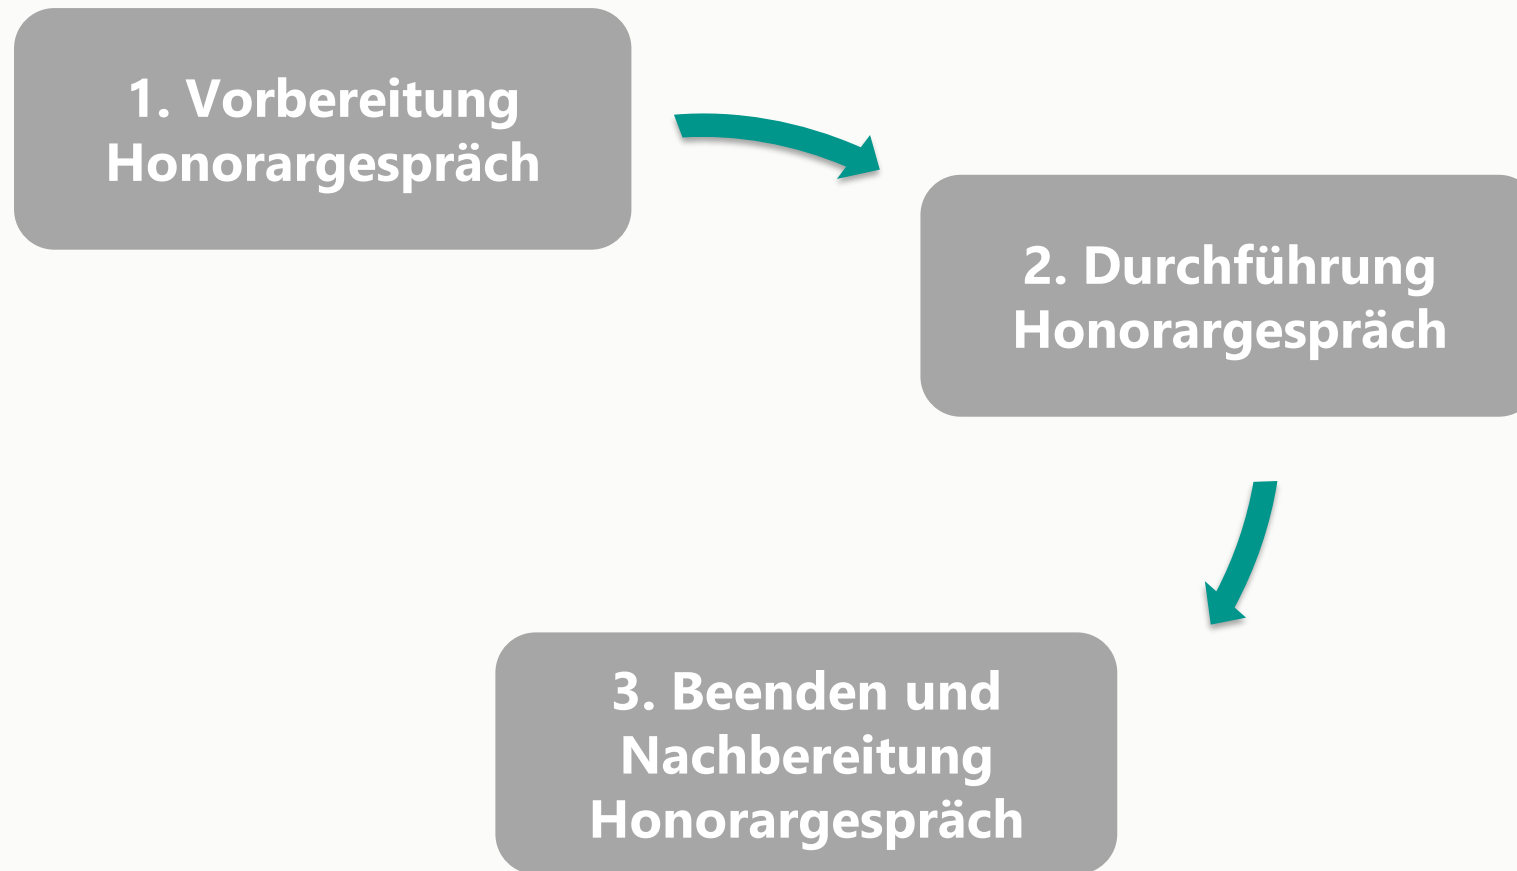 1. Vorbereitung
Honorargespräch
2. Durchführung
Honorargespräch
3. Beenden und
Nachbereitung
Honorargespräch